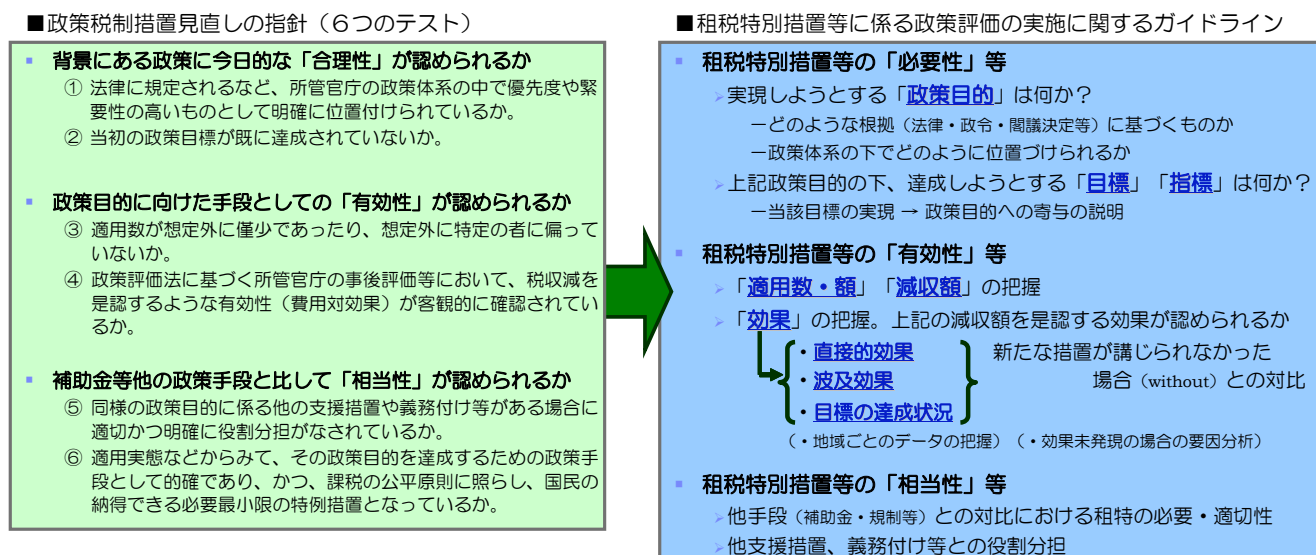 ■政策税制措置見直しの指針（６つのテスト）
▪ 背景にある政策に今日的な「合理性」が認められるか
① 法律に規定されるなど、所管官庁の政策体系の中で優先度や緊
要性の高いものとして明確に位置付けられているか。
② 当初の政策目標が既に達成されていないか。
▪ 政策目的に向けた手段としての「有効性」が認められるか
③ 適用数が想定外に僅少であったり、想定外に特定の者に偏って
いないか。
④ 政策評価法に基づく所管官庁の事後評価等において、税収減を
是認するような有効性（費用対効果）が客観的に確認されてい
るか。
▪ 補助金等他の政策手段と比して「相当性」が認められるか
⑤ 同様の政策目的に係る他の支援措置や義務付け等がある場合に
適切かつ明確に役割分担がなされているか。
⑥ 適用実態などからみて、その政策目的を達成するための政策手
段として的確であり、かつ、課税の公平原則に照らし、国民の
納得できる必要最小限の特例措置となっているか。
■租税特別措置等に係る政策評価の実施に関するガイドライン
▪ 租税特別措置等の「必要性」等
➢実現しようとする「政策目的」は何か？
－どのような根拠（法律・政令・閣議決定等）に基づくものか
－政策体系の下でどのように位置づけられるか
➢上記政策目的の下、達成しようとする「目標」「指標」は何か？
－当該目標の実現 → 政策目的への寄与の説明
▪ 租税特別措置等の「有効性」等
➢「適用数・額」「減収額」の把握
➢「効果」の把握。上記の減収額を是認する効果が認められるか
・直接的効果
・波及効果
・目標の達成状況
新たな措置が講じられなかった
場合（without）との対比
（・地域ごとのデータの把握）（・効果未発現の場合の要因分析）
▪ 租税特別措置等の「相当性」等
➢他手段（補助金・規制等）との対比における租特の必要・適切性
➢他支援措置、義務付け等との役割分担